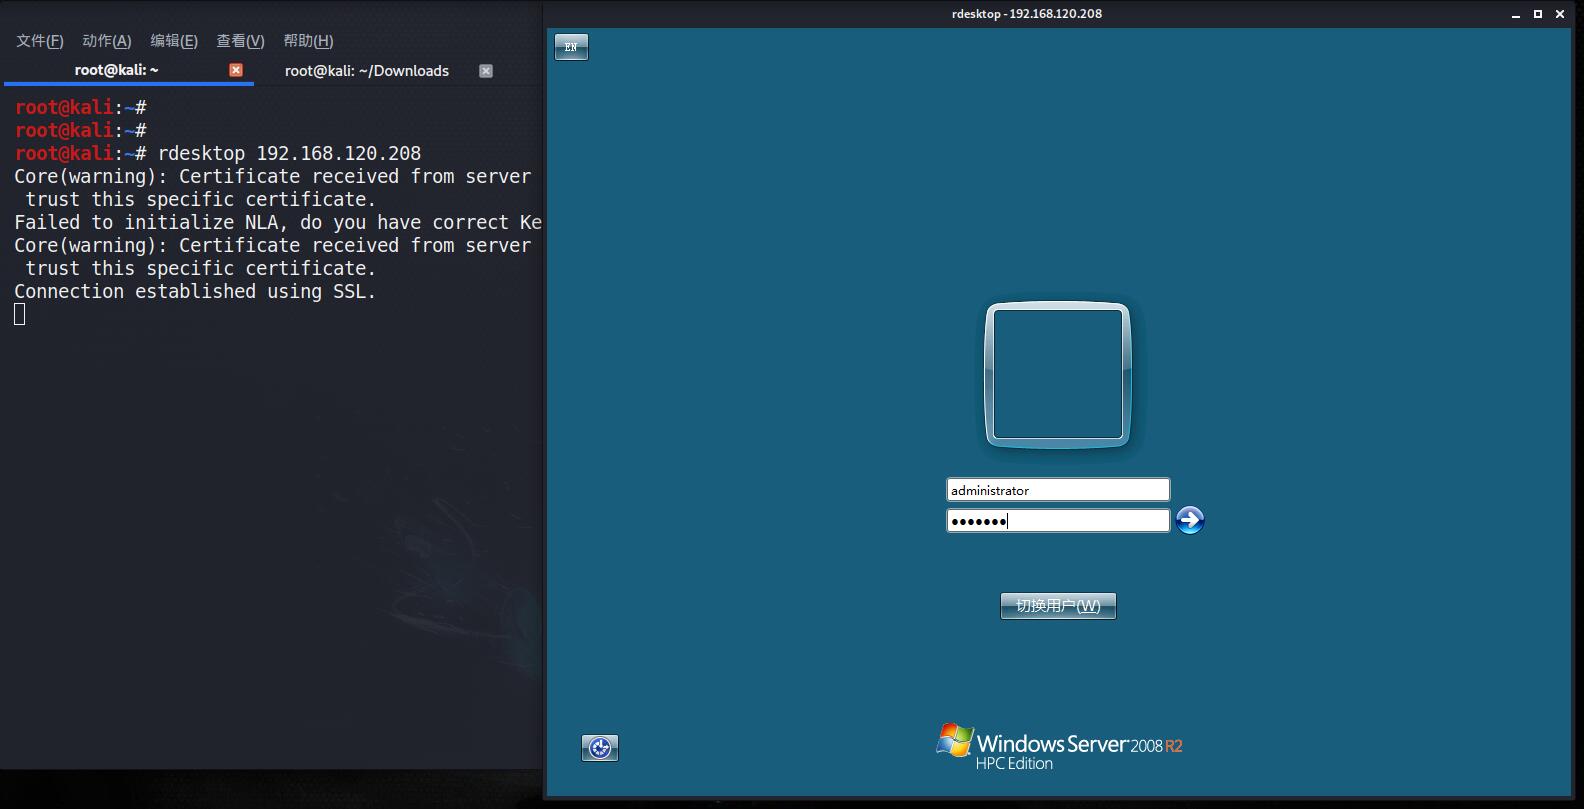 文件(F) 动作(A) 编辑(E) 查看(V) 帮助(H)
root@kali: ~ root@kali: ~/Downloads
root@kali:~#
root@kali:~#
root@kali:~# rdesktop 192.168.120.208
Core(warning): Certificate received from server
trust this specific certificate.
Failed to initialize NLA, do you have correct Ke
Core(warning): Certificate received from server
trust this specific certificate.
Connection established using SSL.
rdesktop - 192.168.120.208
EN
administrator
切换用户(W)
Windows Server 2008 R2
HPC Edition